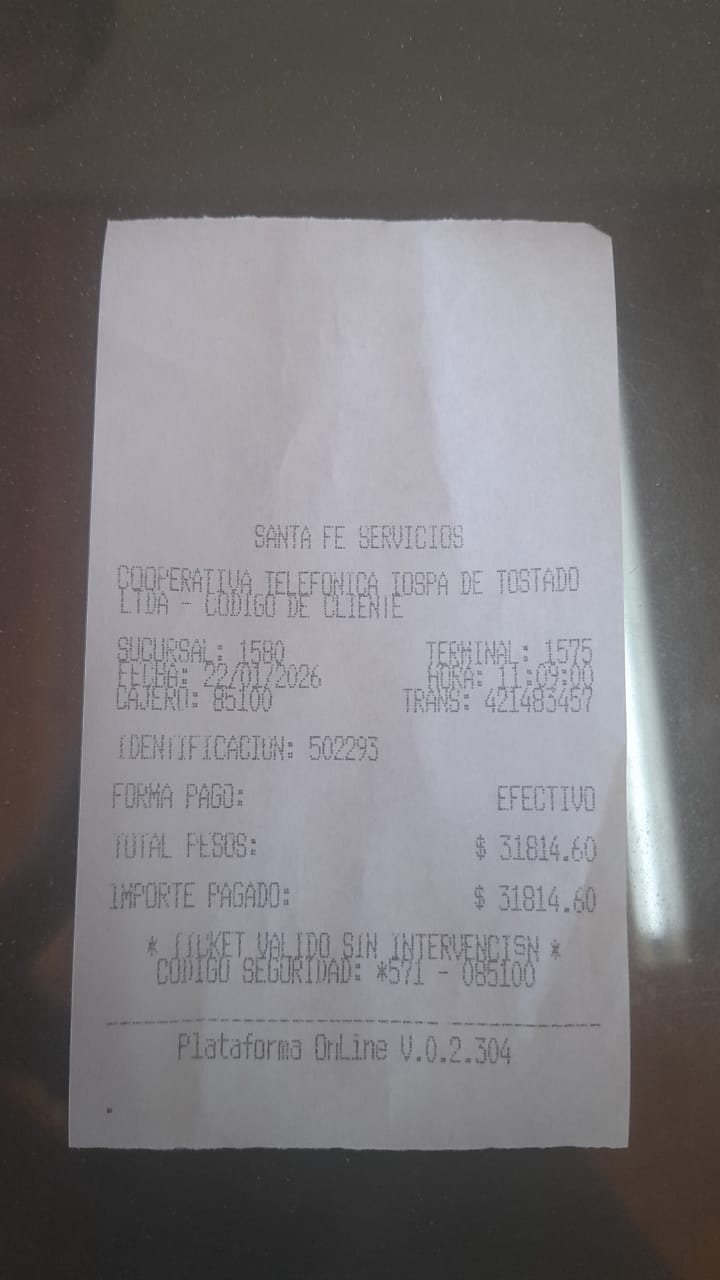 SANTA FE SERVICIOS
COOPERATIVA TELEFONICA IOSPA DE TOSTADO
LTDA - CODIGO DE CLIENTE
SUCURSAL: 1580 TERMINAL: 1575
FECHA: 22/01/2026 HORA: 11:09:00
CAJERO: 85100 TRANS: 421483457
IDENTIFICACION: 502293
FORMA PAGO: EFECTIVO
TOTAL PESOS: $ 31814.60
IMPORTE PAGADO: $ 31814.60
* TICKET VALIDO SIN INTERVENCISN *
CODIGO SEGURIDAD: *571 - 085100
Plataforma OnLine V.0.2.304